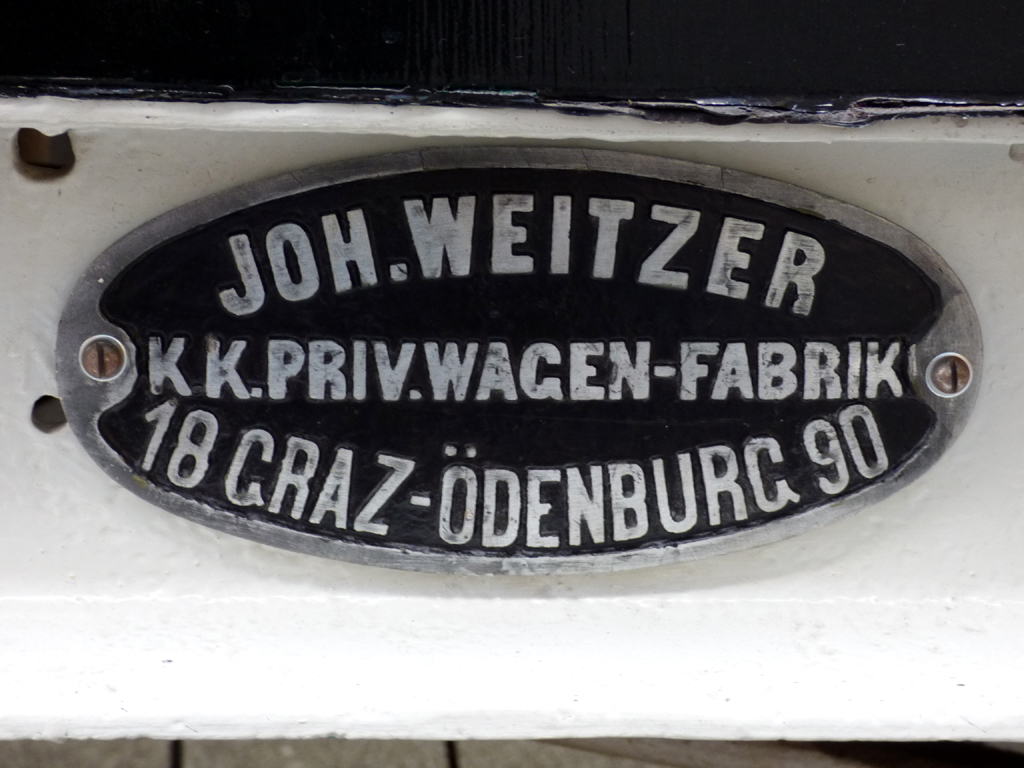 JOH.WEITZER
K.K.PRIV.WAGEN-FABRIK
18 GRAZ-ÖDENBURG 90